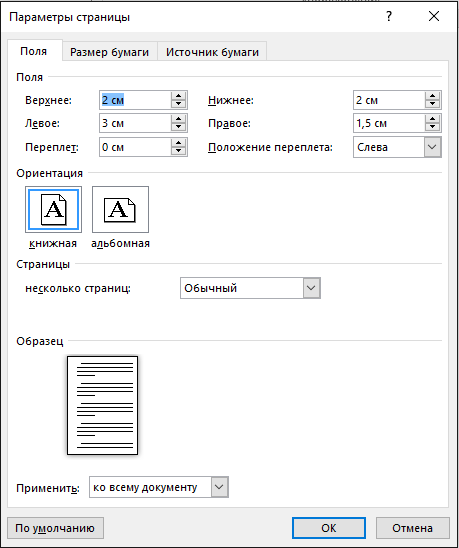 Параметры страницы ?
Поля Размер бумаги Источник бумаги
Поля
Верхнее: 2 см Нижнее: 2 см
Левое: 3 см Правое: 1,5 см
Переплет: 0 см Положение переплета: Слева
Ориентация
A A
книжная альбомная
Страницы
несколько страниц: Обычный
Образец
Применить: ко всему документу
По умолчанию ОК Отмена